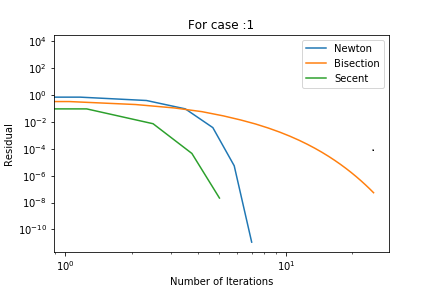 For case :1
10^4
10^2
10^0
10^-2
10^-4
10^-6
10^-8
10^-10
Residual
Newton
Bisection
Secent
10^0
10^1
Number of Iterations